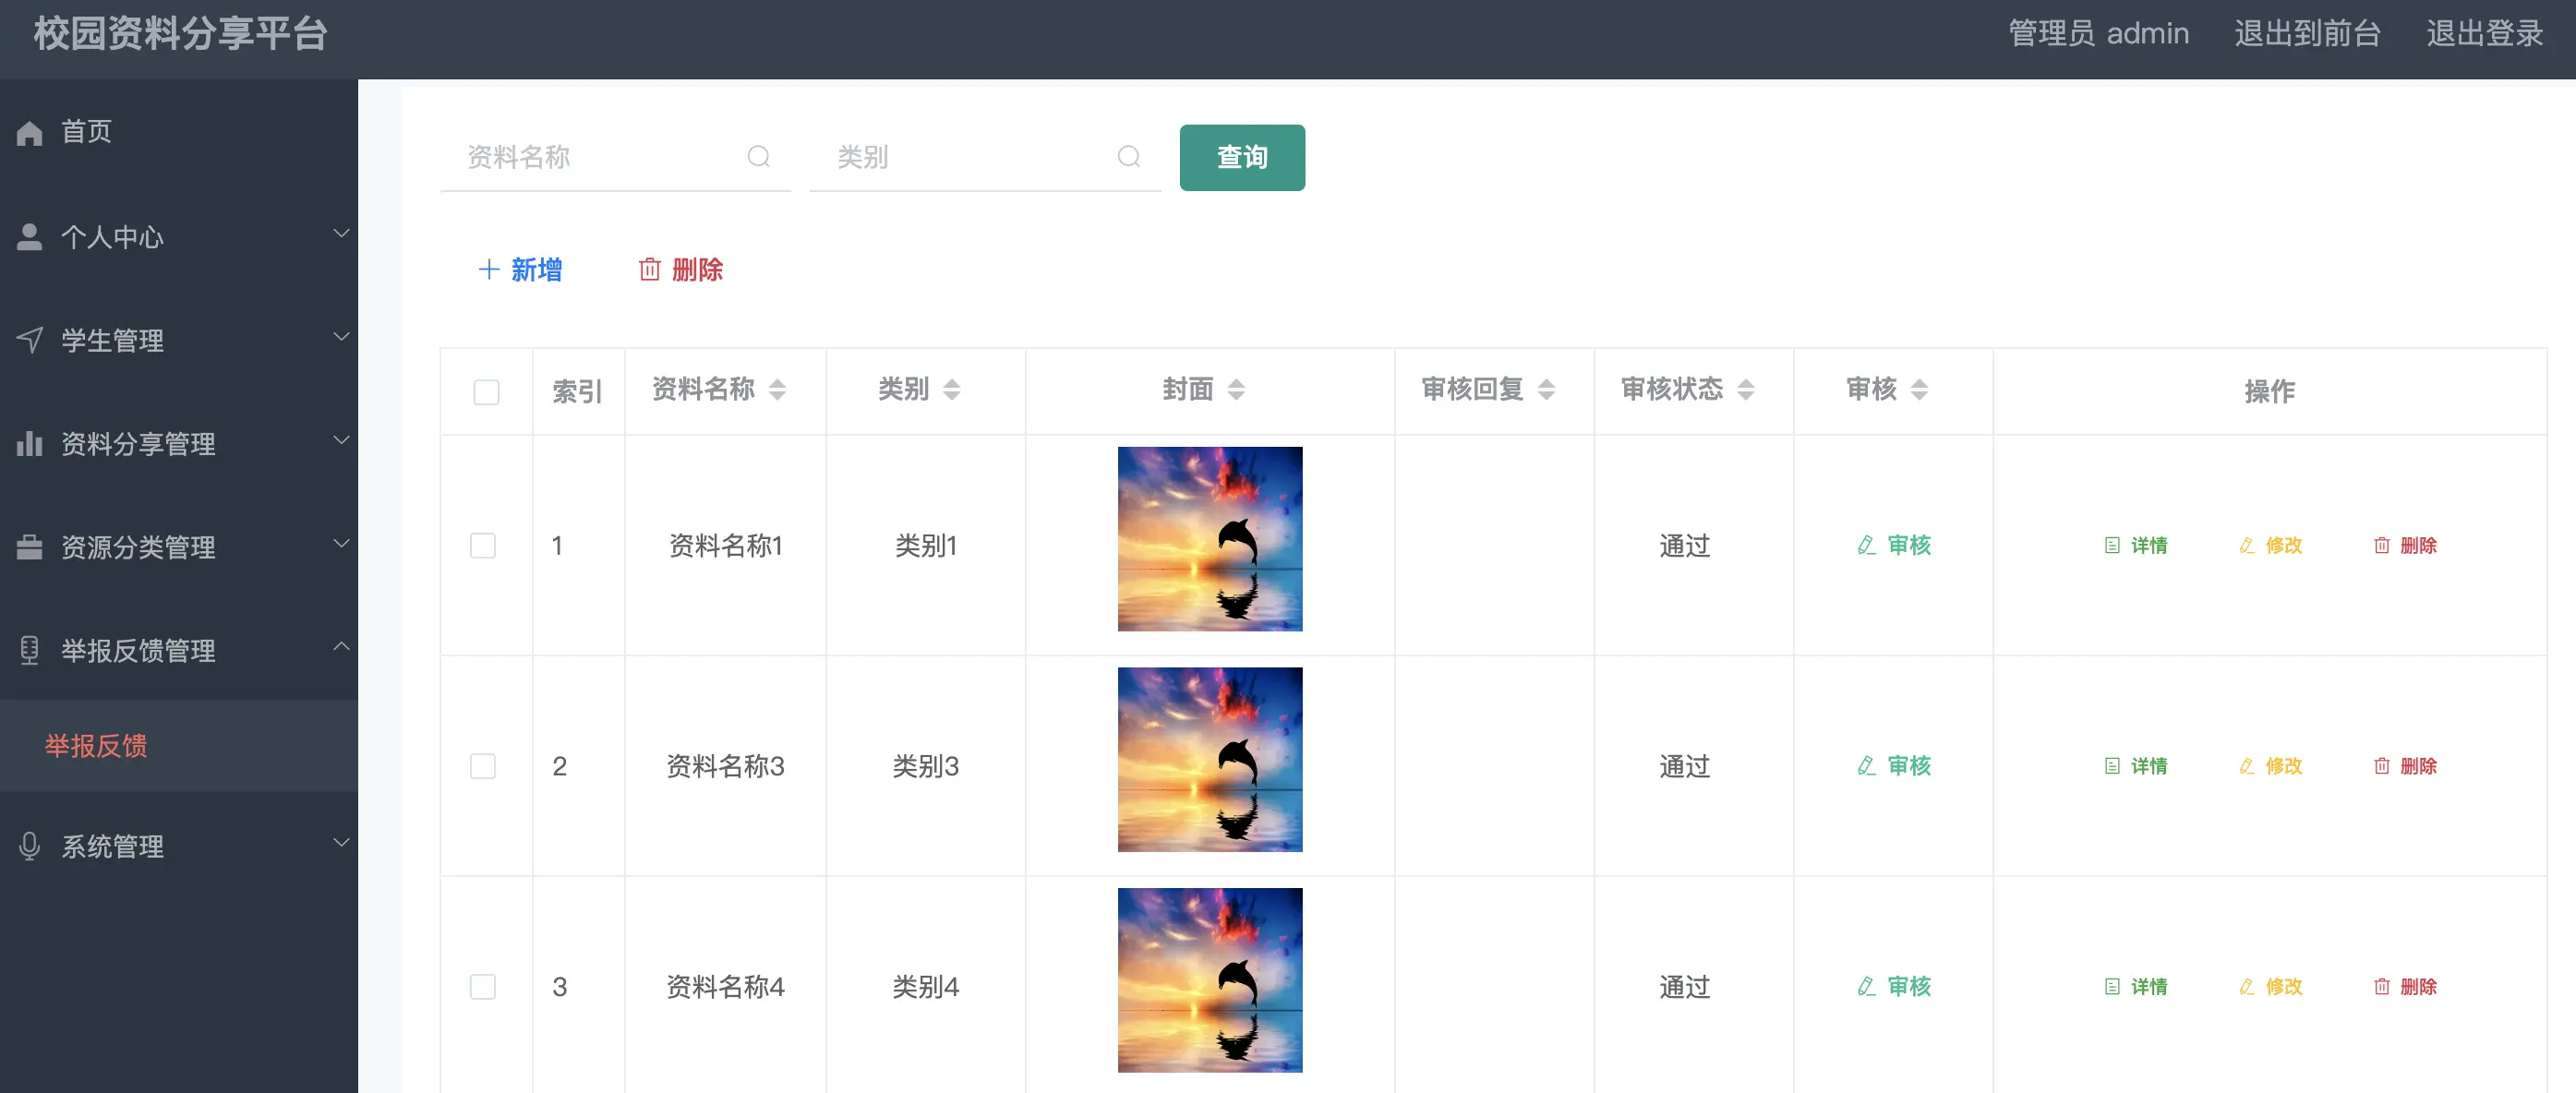 校园资料分享平台
管理员 admin 退出到前台 退出登录
首页
个人中心
学生管理
资料分享管理
资源分类管理
举报反馈管理
举报反馈
系统管理
资料名称 类别 查询
新增 删除
索引 资料名称 类别 封面 审核回复 审核状态 审核 操作
1 资料名称1 类别1 通过 审核 详情 修改 删除
2 资料名称3 类别3 通过 审核 详情 修改 删除
3 资料名称4 类别4 通过 审核 详情 修改 删除